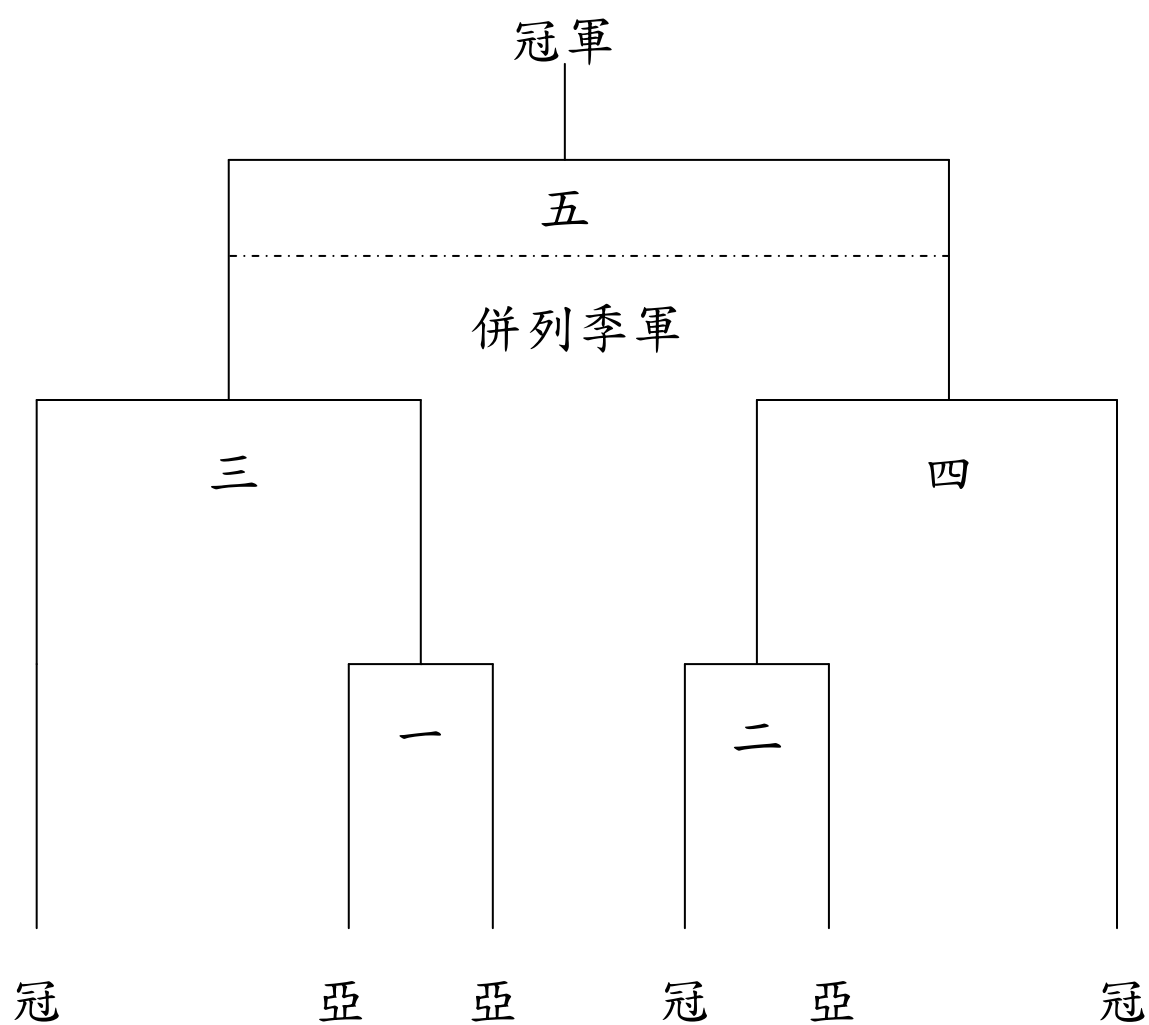 冠軍
五
併列季軍
三 四
一 二
冠 亞 亞 冠 亞 冠